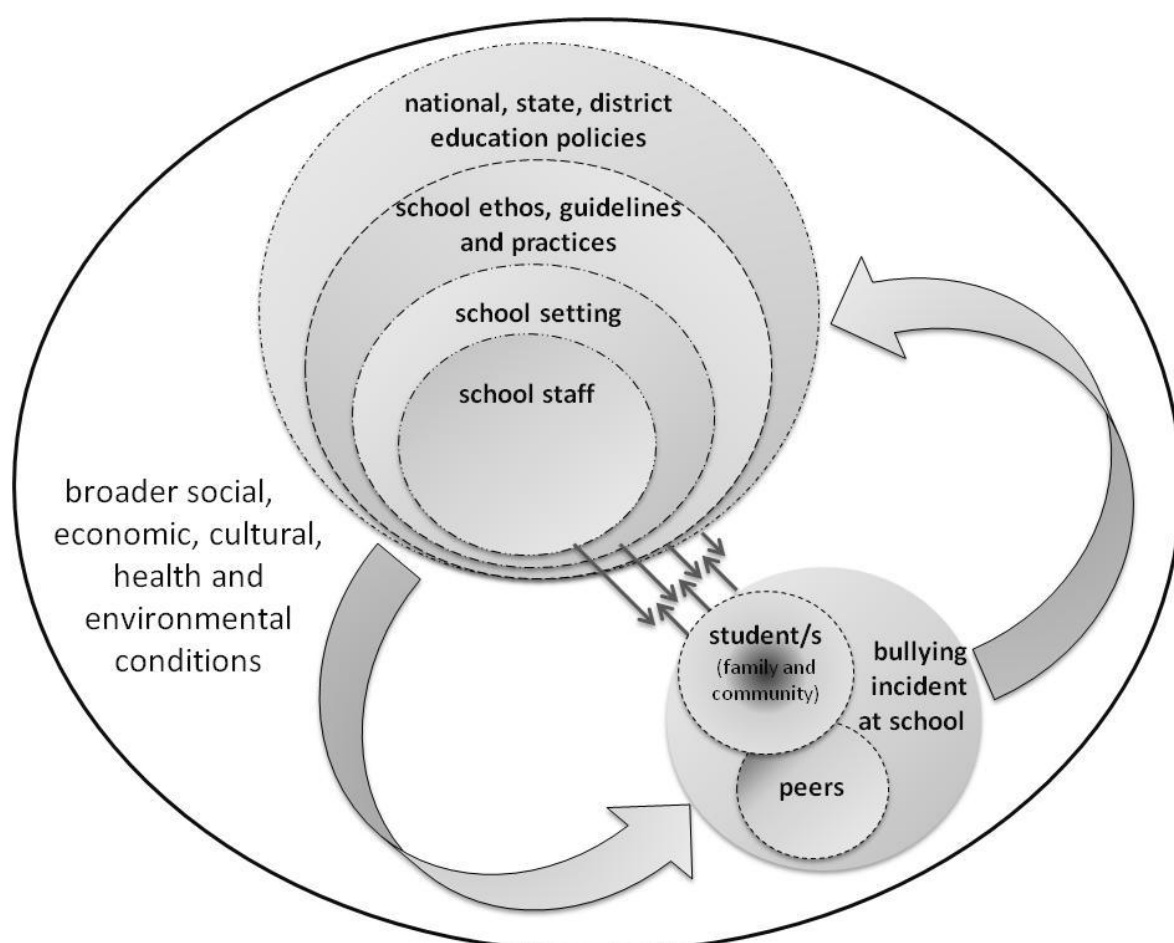 national, state, district
education policies
school ethos, guidelines
and practices
school setting
school staff
broader social,
economic, cultural,
health and
environmental
conditions
student/s
(family and
community)
bullying
incident
at school
peers